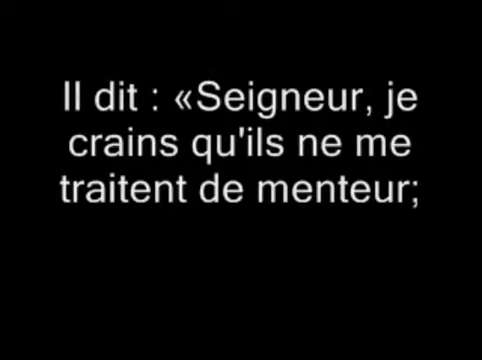 Il dit : «Seigneur, je
crains qu'ils ne me
traitent de menteur;